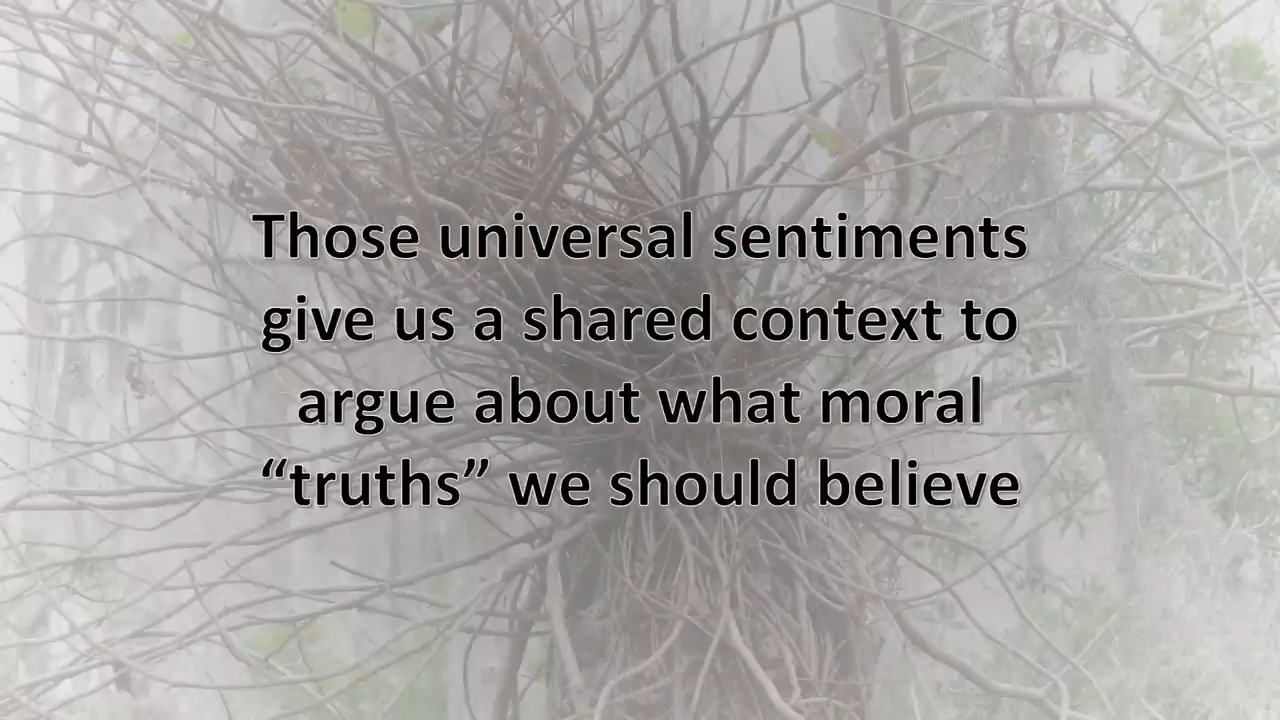 Those universal sentiments
give us a shared context to
argue about what moral
“truths” we should believe